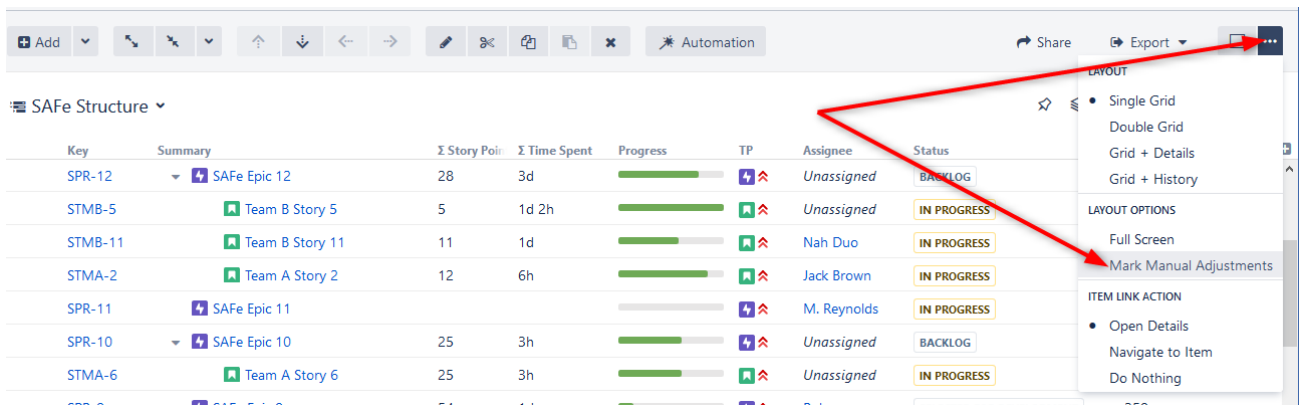 Add
Automation
Share
Export
LAYOUT
SAFe Structure
Single Grid
Double Grid
Grid + Details
Grid + History
Key Summary Σ Story Poin Σ Time Spent Progress TP Assignee Status
SPR-12 SAFe Epic 12 28 3d Unassigned BACKLOG
STMB-5 Team B Story 5 5 1d 2h Unassigned IN PROGRESS
LAYOUT OPTIONS
STMB-11 Team B Story 11 11 1d Nah Duo IN PROGRESS
Full Screen
Mark Manual Adjustments
STMA-2 Team A Story 2 12 6h Jack Brown IN PROGRESS
ITEM LINK ACTION
SPR-11 SAFe Epic 11 M. Reynolds IN PROGRESS
Open Details
SPR-10 SAFe Epic 10 25 3h Unassigned BACKLOG
Navigate to Item
STMA-6 Team A Story 6 25 3h Unassigned IN PROGRESS
Do Nothing